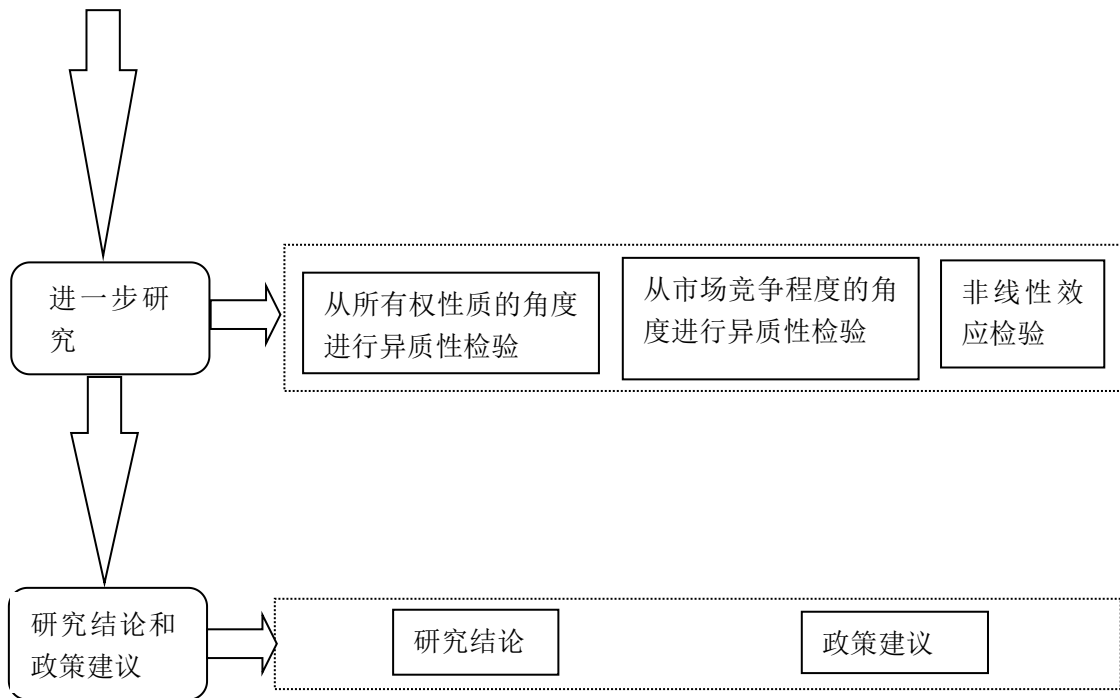 进一步研
究
从所有权性质的角度
进行异质性检验
从市场竞争程度的角
度进行异质性检验
非线性效
应检验
研究结论和
政策建议
研究结论
政策建议